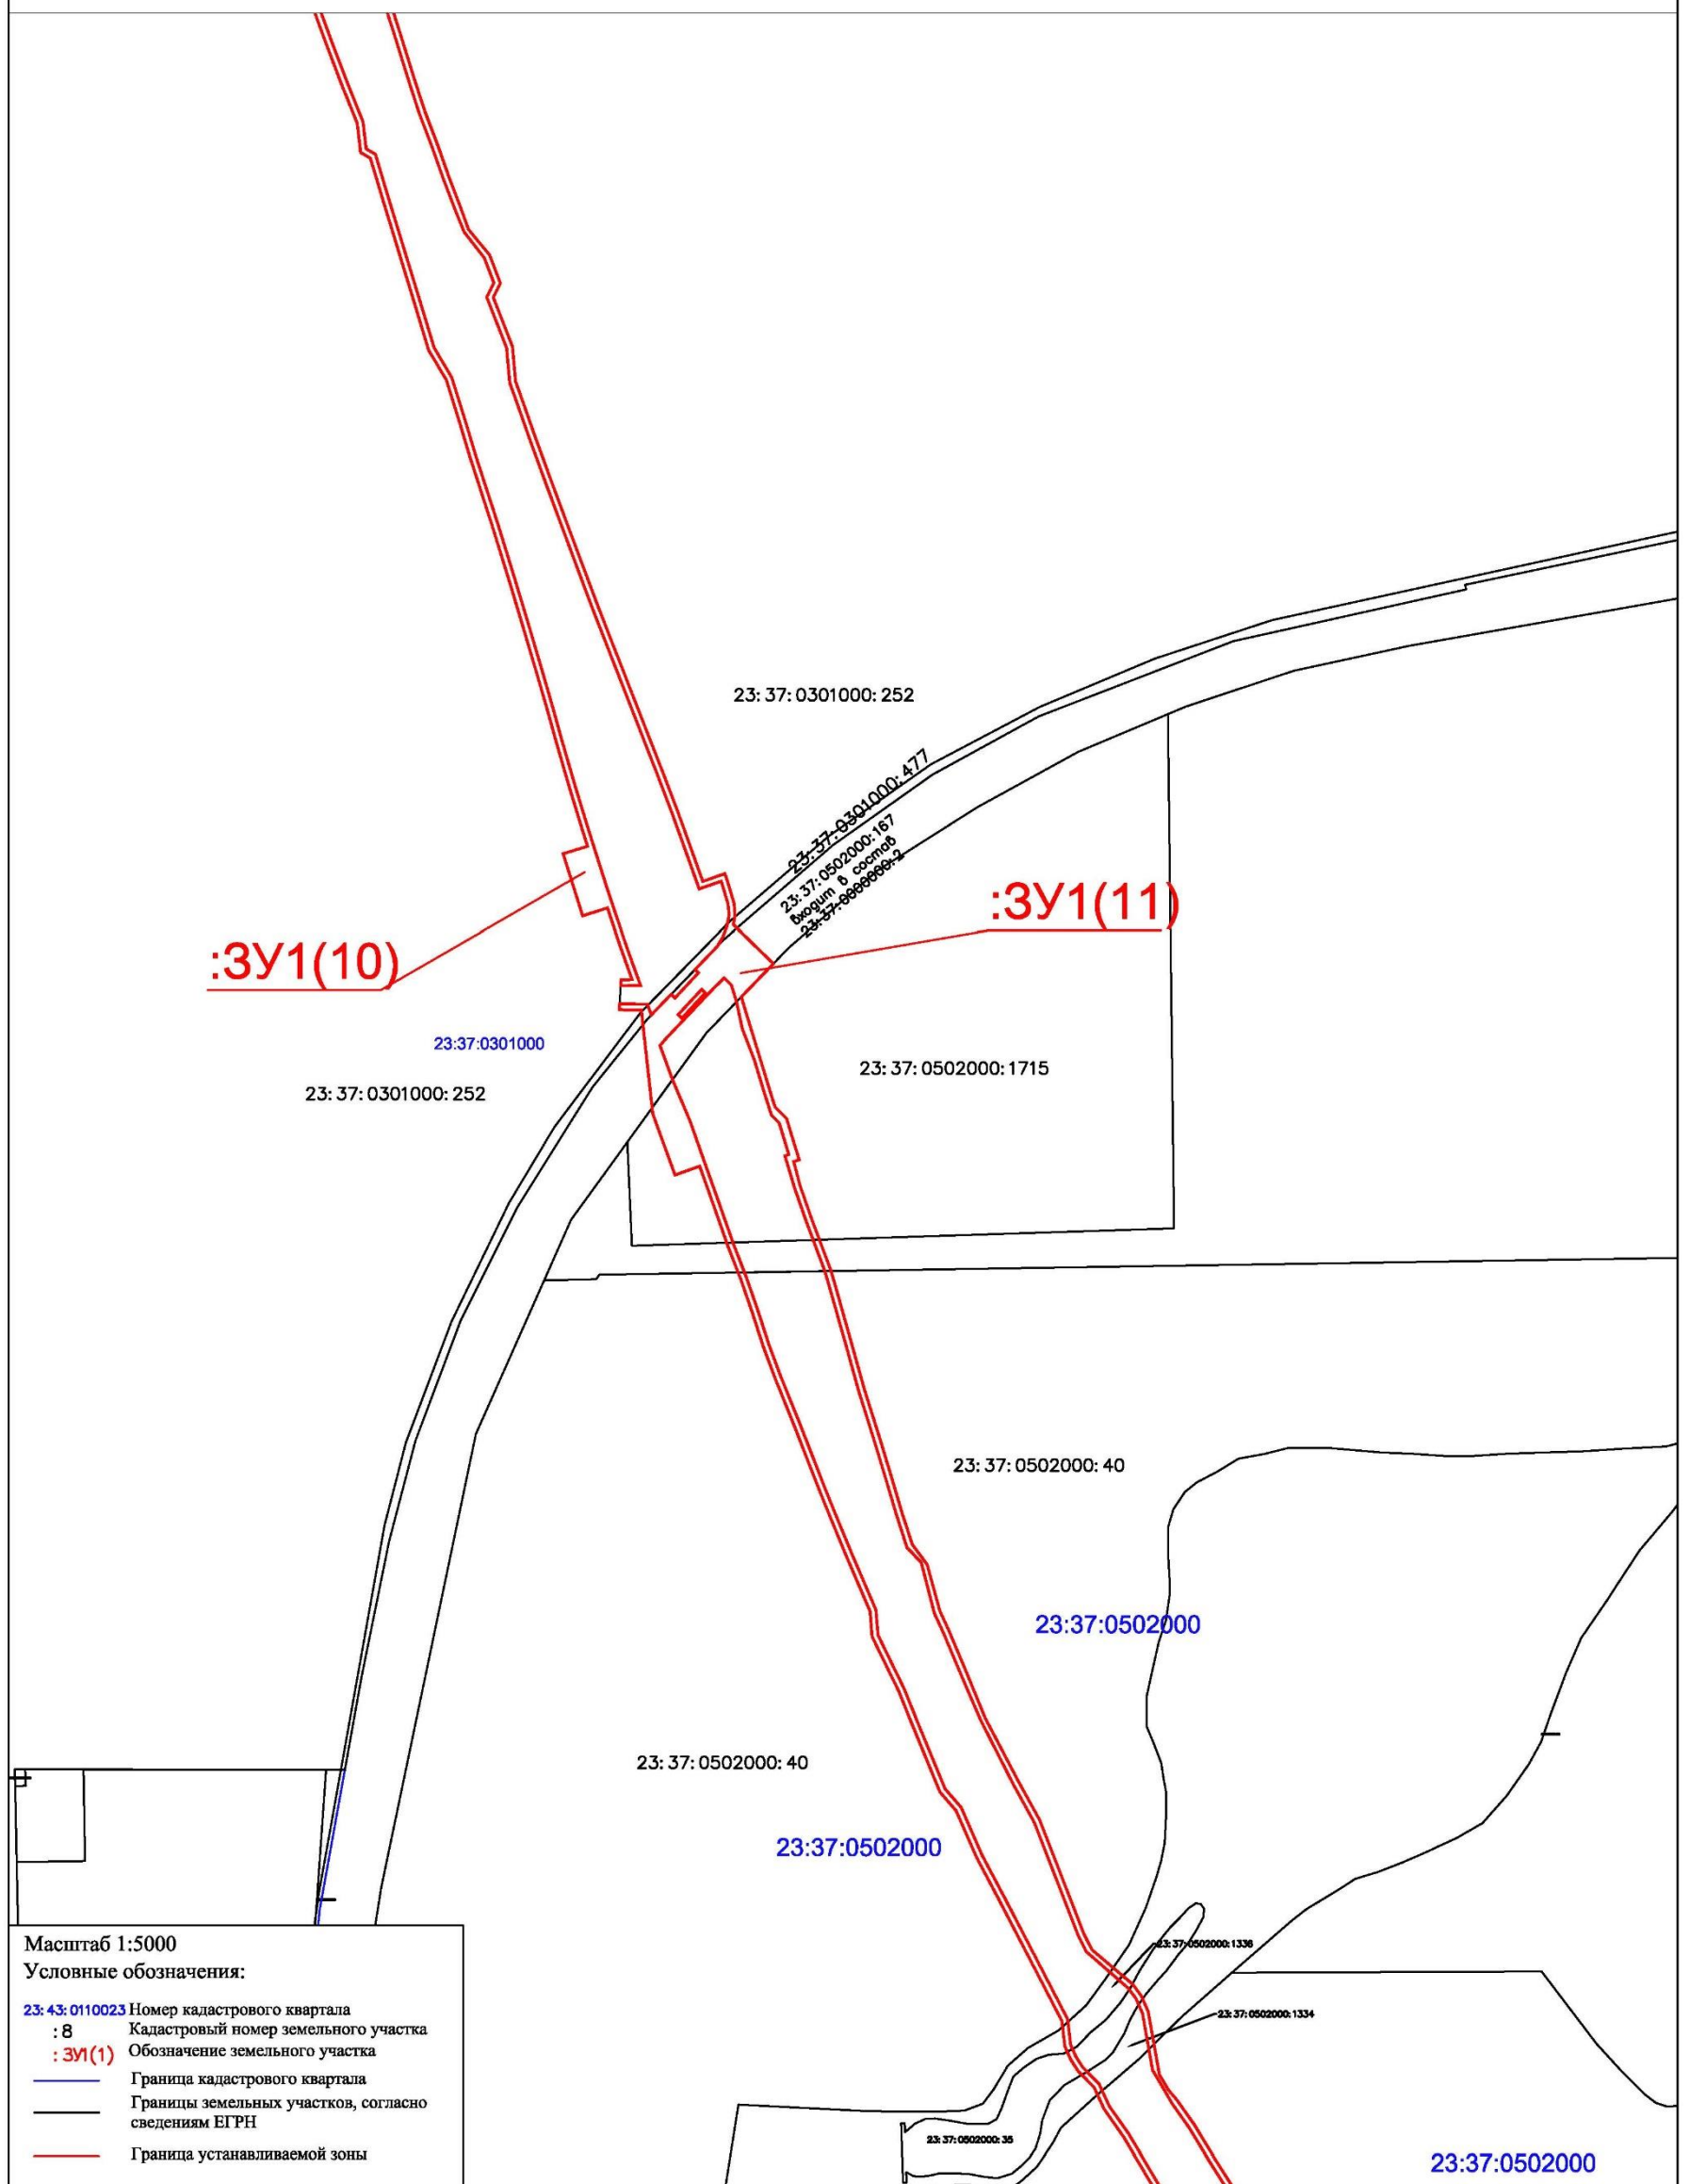 23:37:0301000:252
23:37:0301000:477
23:37:0502000:167
входит в состав
23:37:0000000:2
:ЗУ1(11)
:ЗУ1(10)
23:37:0301000
23:37:0502000:1715
23:37:0301000:252
23:37:0502000:40
23:37:0502000
23:37:0502000:40
23:37:0502000
23:37:0502000:1336
23:37:0502000:1334
23:37:0502000:35
23:37:0502000
Масштаб 1:5000
Условные обозначения:
23:43:0110023 Номер кадастрового квартала
:8 Кадастровый номер земельного участка
:ЗУ1(1) Обозначение земельного участка
Граница кадастрового квартала
Границы земельных участков, согласно
сведениям ЕГРН
Граница устанавливаемой зоны